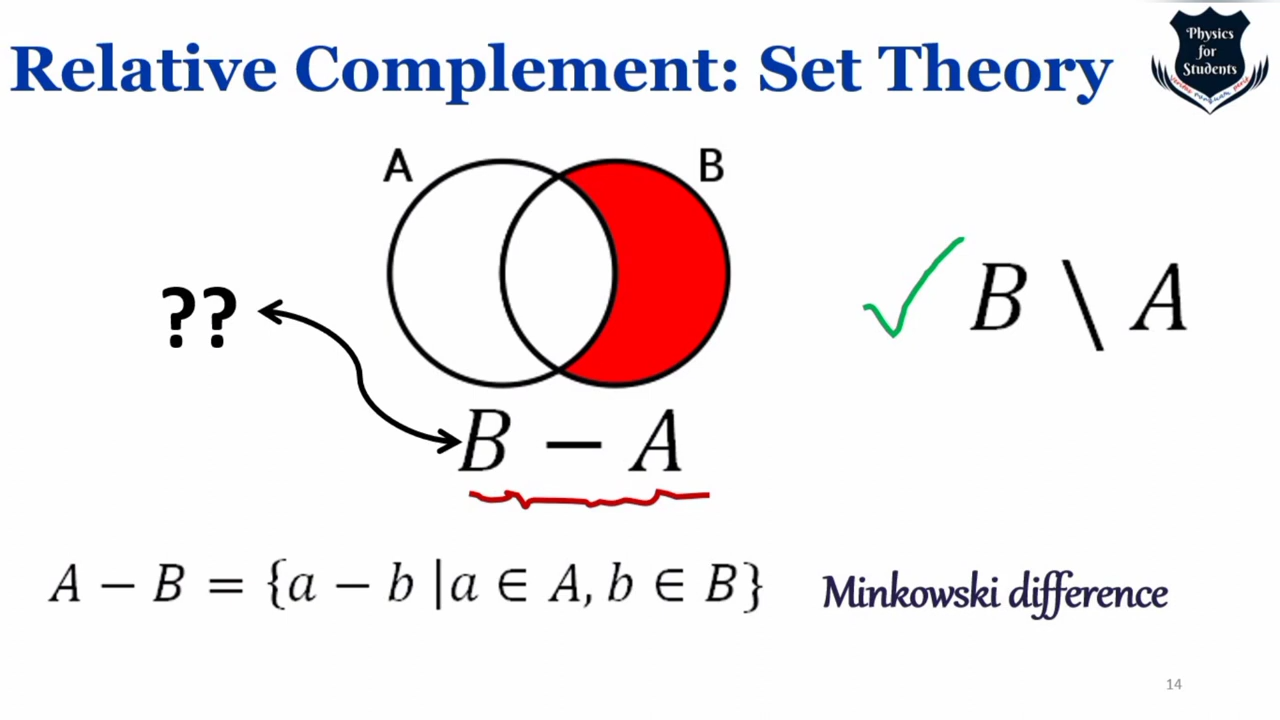 Relative Complement: Set Theory
Physics
for
Students
A
B
??
B \ A
B − A
A − B = {a − b |a ∈ A, b ∈ B}
Minkowski difference
14